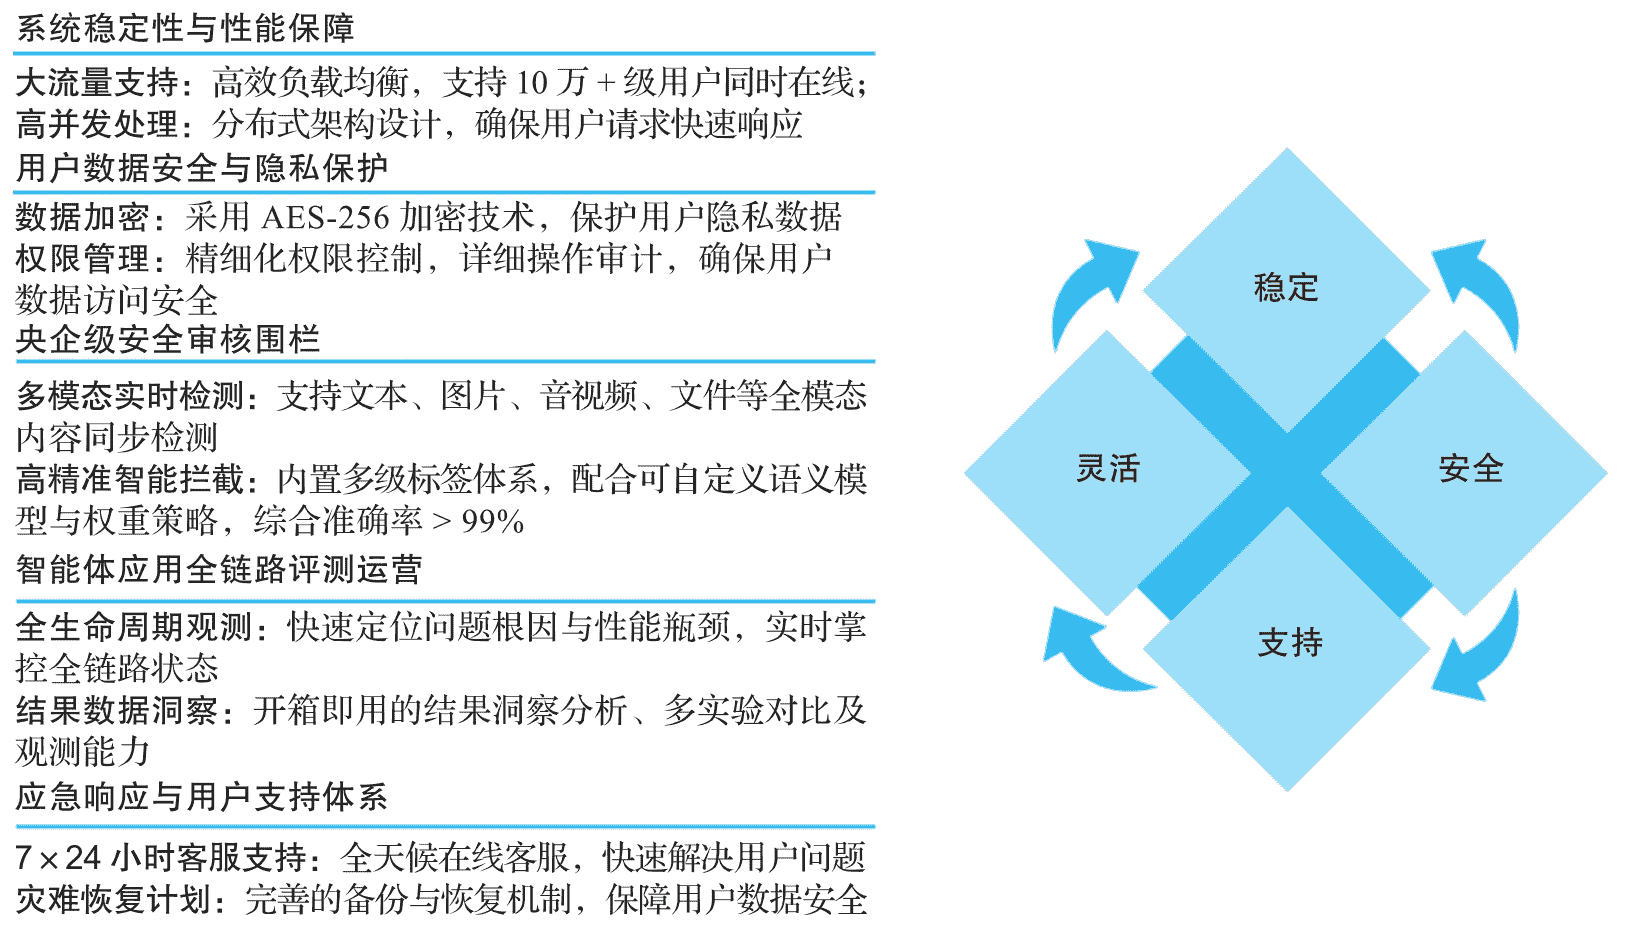 系统稳定性与性能保障
大流量支持：高效负载均衡，支持 10 万 + 级用户同时在线；
高并发处理：分布式架构设计，确保用户请求快速响应
用户数据安全与隐私保护
数据加密：采用 AES-256 加密技术，保护用户隐私数据
权限管理：精细化权限控制，详细操作审计，确保用户
数据访问安全
央企级安全审核围栏
多模态实时检测：支持文本、图片、音视频、文件等全模态
内容同步检测
高精准智能拦截：内置多级标签体系，配合可自定义语义模
型与权重策略，综合准确率 > 99%
智能体应用全链路评测运营
全生命周期观测：快速定位问题根因与性能瓶颈，实时掌
控全链路状态
结果数据洞察：开箱即用的结果洞察分析、多实验对比及
观测能力
应急响应与用户支持体系
7 × 24 小时客服支持：全天候在线客服，快速解决用户问题
灾难恢复计划：完善的备份与恢复机制，保障用户数据安全
稳定
灵活
安全
支持